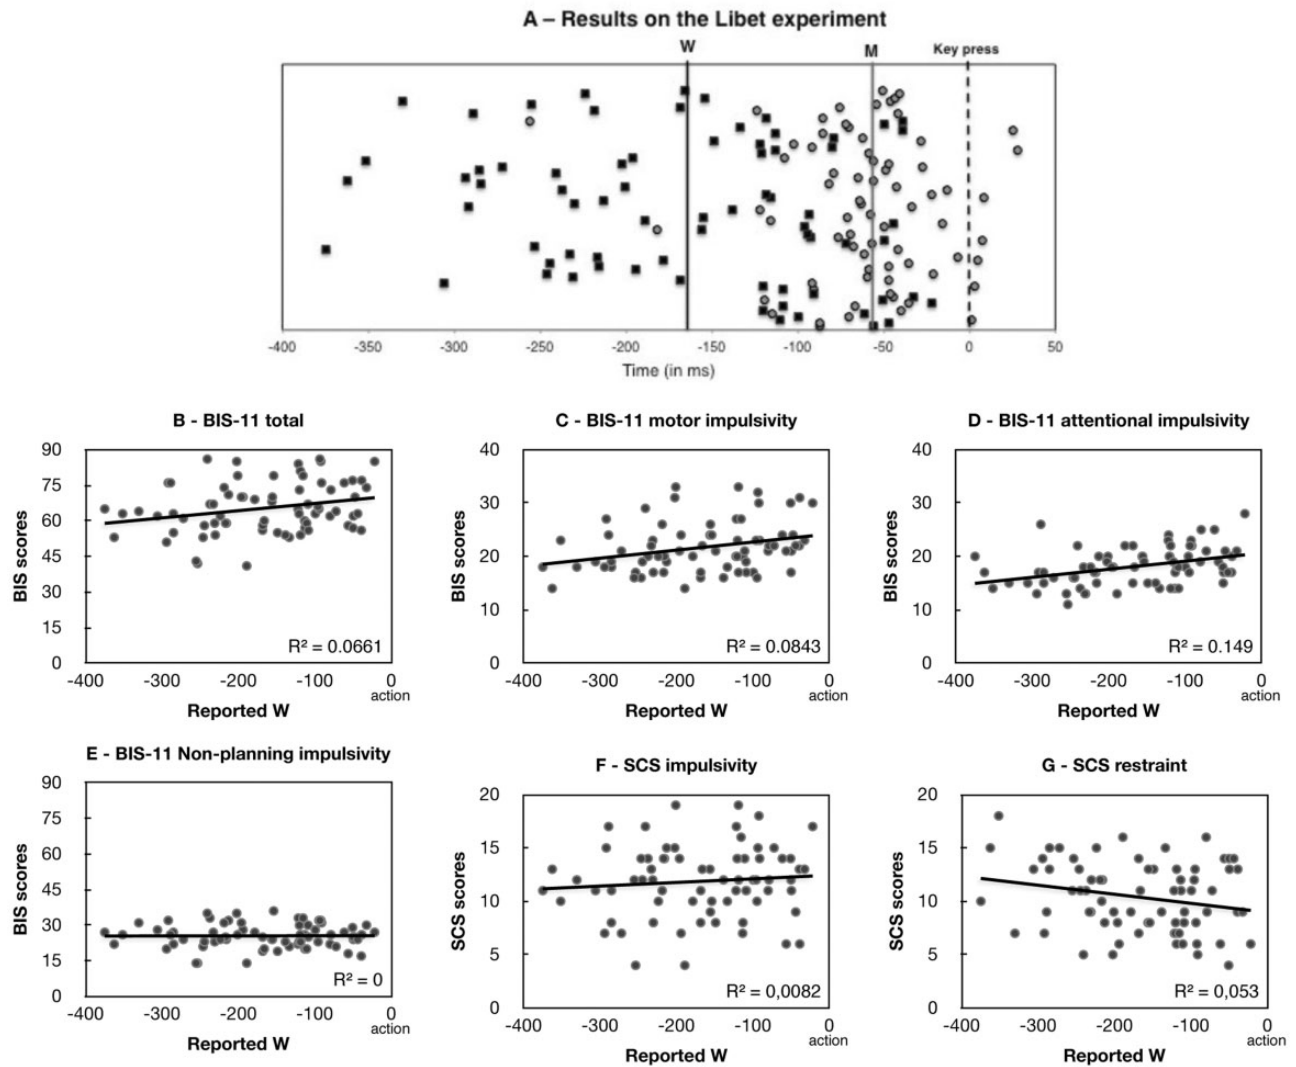 A – Results on the Libet experiment
W
M
Key press
-400 -350 -300 -250 -200 -150 -100 -50 0 50
Time (in ms)
B - BIS-11 total
BIS scores
90
75
60
45
30
15
0
R² = 0.0661
-400 -300 -200 -100 0
action
Reported W
C - BIS-11 motor impulsivity
BIS scores
40
30
20
10
0
R² = 0.0843
-400 -300 -200 -100 0
action
Reported W
D - BIS-11 attentional impulsivity
BIS scores
40
30
20
10
0
R² = 0.149
-400 -300 -200 -100 0
action
Reported W
E - BIS-11 Non-planning impulsivity
BIS scores
90
75
60
45
30
15
0
R² = 0
-400 -300 -200 -100 0
action
Reported W
F - SCS impulsivity
SCS scores
20
15
10
5
0
R² = 0,0082
-400 -300 -200 -100 0
action
Reported W
G - SCS restraint
SCS scores
20
15
10
5
0
R² = 0,053
-400 -300 -200 -100 0
action
Reported W